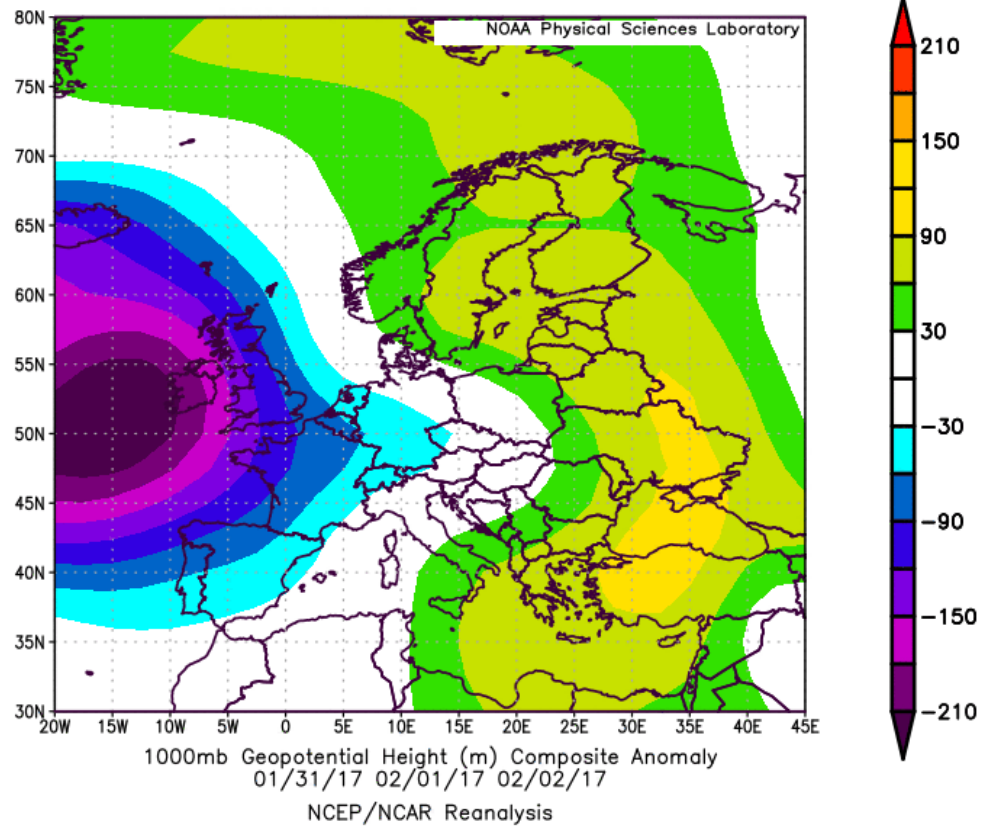 80N
NOAA Physical Sciences Laboratory
75N
70N
65N
60N
55N
50N
45N
40N
35N
30N
20W 15W 10W 5W 0 5E 10E 15E 20E 25E 30E 35E 40E 45E
210
150
90
30
-30
-90
-150
-210
1000mb Geopotential Height (m) Composite Anomaly
01/31/17 02/01/17 02/02/17
NCEP/NCAR Reanalysis